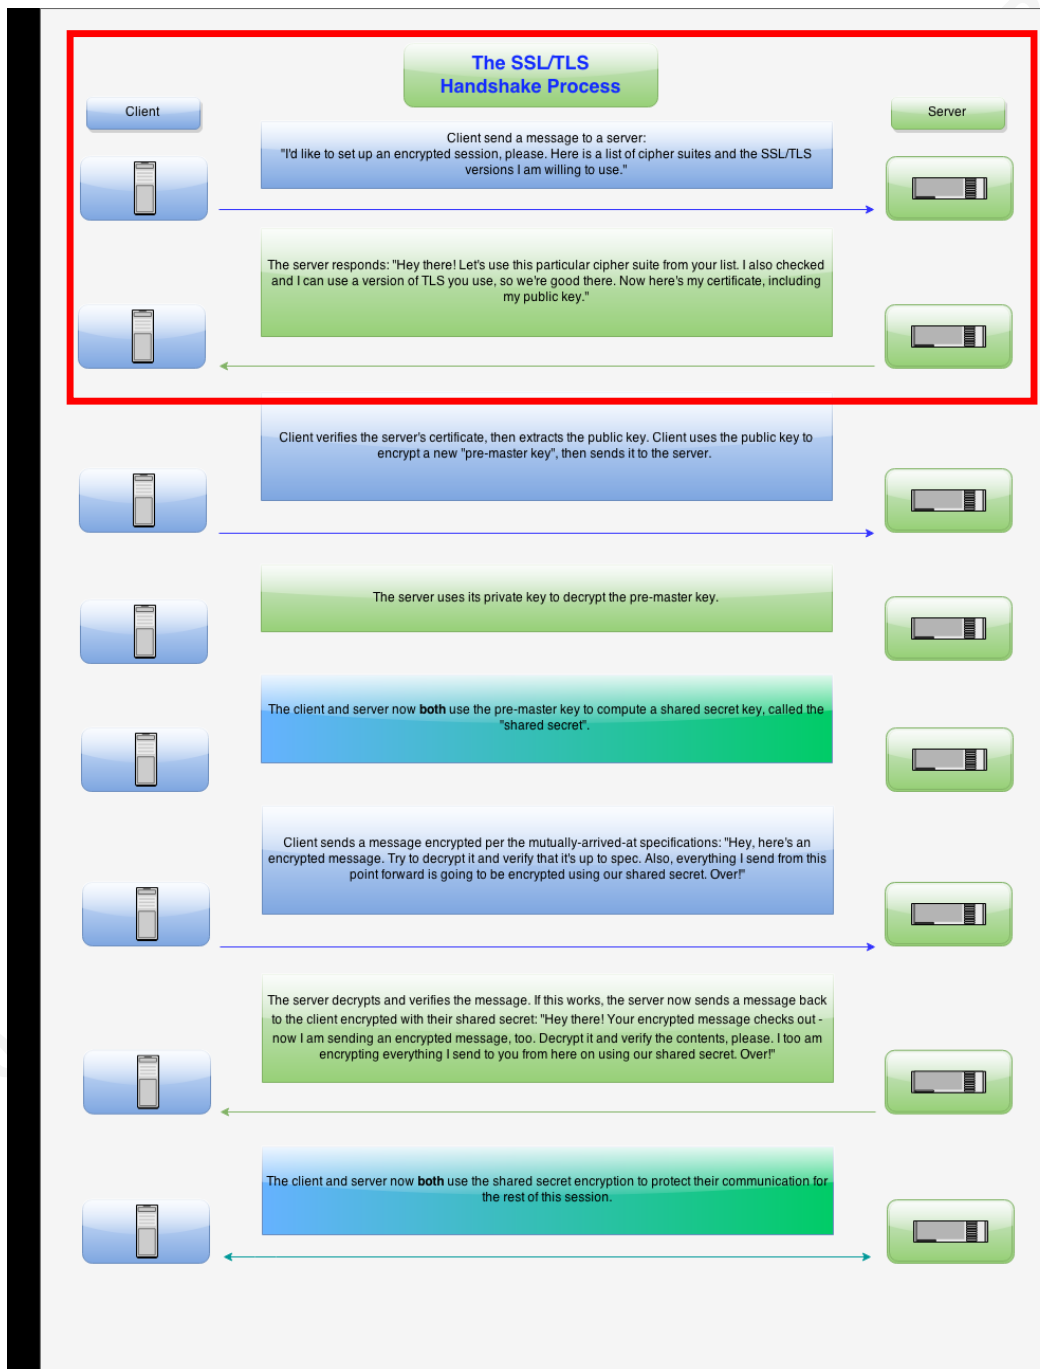 The SSL/TLS
Handshake Process
Client
Server
Client send a message to a server:
"I'd like to set up an encrypted session, please. Here is a list of cipher suites and the SSL/TLS
versions I am willing to use."
The server responds: "Hey there! Let's use this particular cipher suite from your list. I also checked
and I can use a version of TLS you use, so we're good there. Now here's my certificate, including
my public key."
Client verifies the server's certificate, then extracts the public key. Client uses the public key to
encrypt a new "pre-master key", then sends it to the server.
The server uses its private key to decrypt the pre-master key.
The client and server now both use the pre-master key to compute a shared secret key, called the
"shared secret".
Client sends a message encrypted per the mutually-arrived-at specifications: "Hey, here's an
encrypted message. Try to decrypt it and verify that it's up to spec. Also, everything I send from this
point forward is going to be encrypted using our shared secret. Over!"
The server decrypts and verifies the message. If this works, the server now sends a message back
to the client encrypted with their shared secret: "Hey there! Your encrypted message checks out -
now I am sending an encrypted message, too. Decrypt it and verify the contents, please. I too am
encrypting everything I send to you from here on using our shared secret. Over!"
The client and server now both use the shared secret encryption to protect their communication for
the rest of this session.